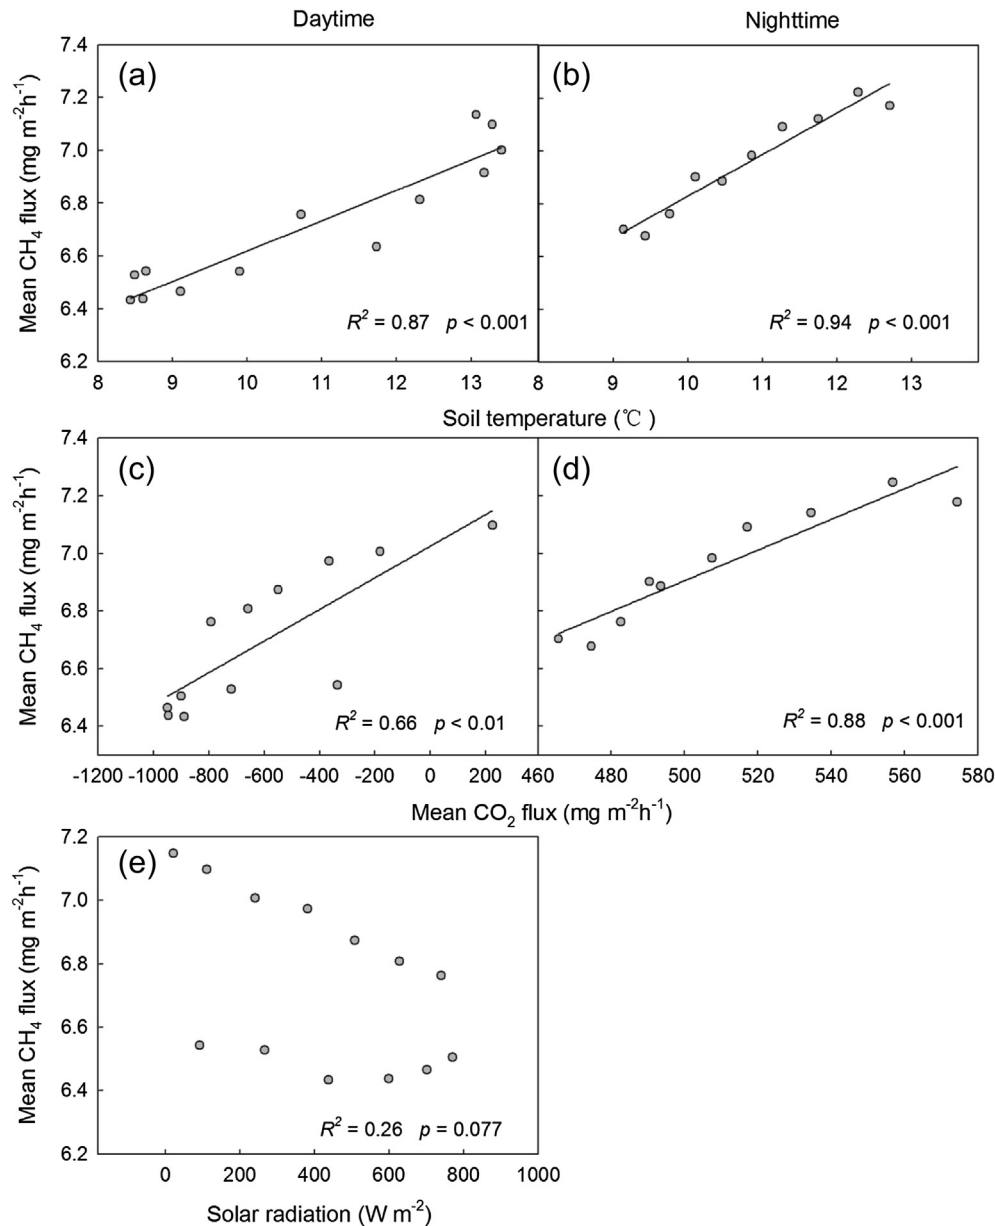 Daytime
Nighttime
7.4
7.2
7.0
6.8
6.6
6.4
6.2
Mean CH4 flux (mg m-2h-1)
(a)
R2 = 0.87 p < 0.001
(b)
R2 = 0.94 p < 0.001
8 9 10 11 12 13 8 9 10 11 12 13
Soil temperature (℃)
7.4
7.2
7.0
6.8
6.6
6.4
Mean CH4 flux (mg m-2h-1)
(c)
R2 = 0.66 p < 0.01
(d)
R2 = 0.88 p < 0.001
-1200 -1000 -800 -600 -400 -200 0 200 460 480 500 520 540 560 580
Mean CO2 flux (mg m-2h-1)
7.2
7.0
6.8
6.6
6.4
6.2
Mean CH4 flux (mg m-2h-1)
(e)
R2 = 0.26 p = 0.077
0 200 400 600 800 1000
Solar radiation (W m-2)